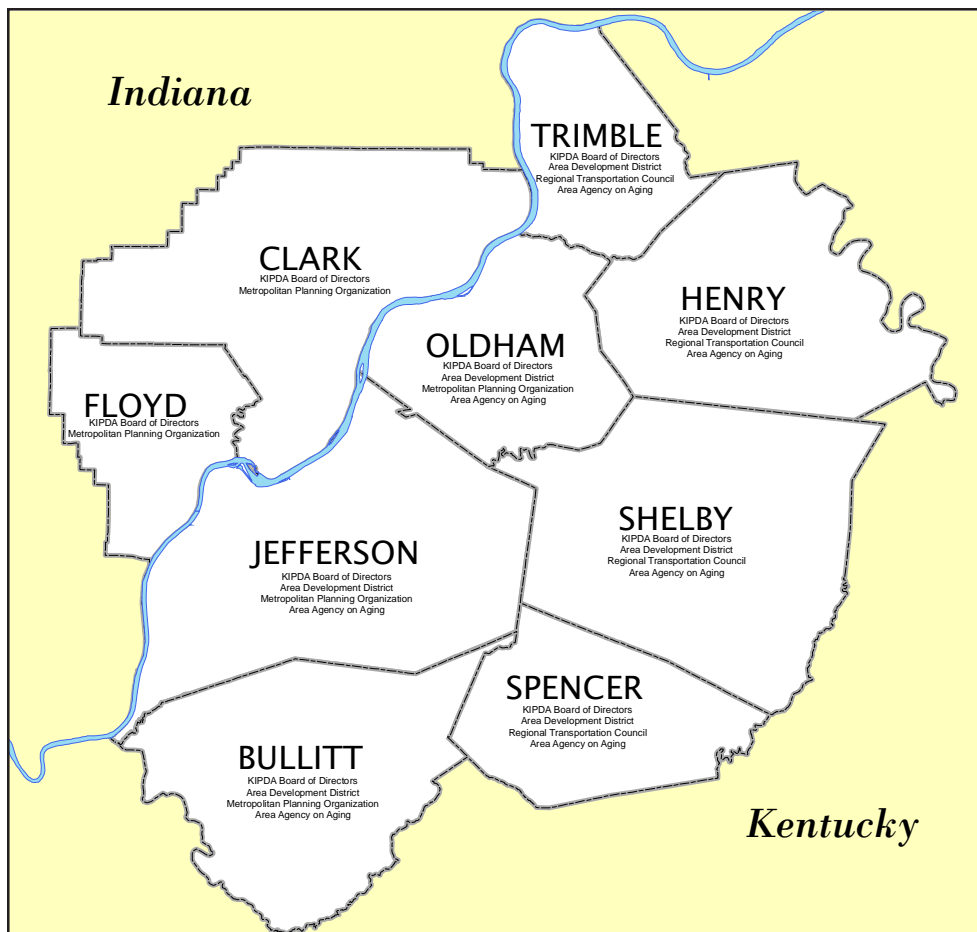 Indiana
TRIMBLE
KIPDA Board of Directors
Area Development District
Regional Transportation Council
Area Agency on Aging
CLARK
KIPDA Board of Directors
Metropolitan Planning Organization
HENRY
KIPDA Board of Directors
Area Development District
Regional Transportation Council
Area Agency on Aging
OLDHAM
KIPDA Board of Directors
Area Development District
Metropolitan Planning Organization
Area Agency on Aging
FLOYD
KIPDA Board of Directors
Metropolitan Planning Organization
SHELBY
KIPDA Board of Directors
Area Development District
Regional Transportation Council
Area Agency on Aging
JEFFERSON
KIPDA Board of Directors
Area Development District
Metropolitan Planning Organization
Area Agency on Aging
SPENCER
KIPDA Board of Directors
Area Development District
Regional Transportation Council
Area Agency on Aging
BULLITT
KIPDA Board of Directors
Area Development District
Metropolitan Planning Organization
Area Agency on Aging
Kentucky